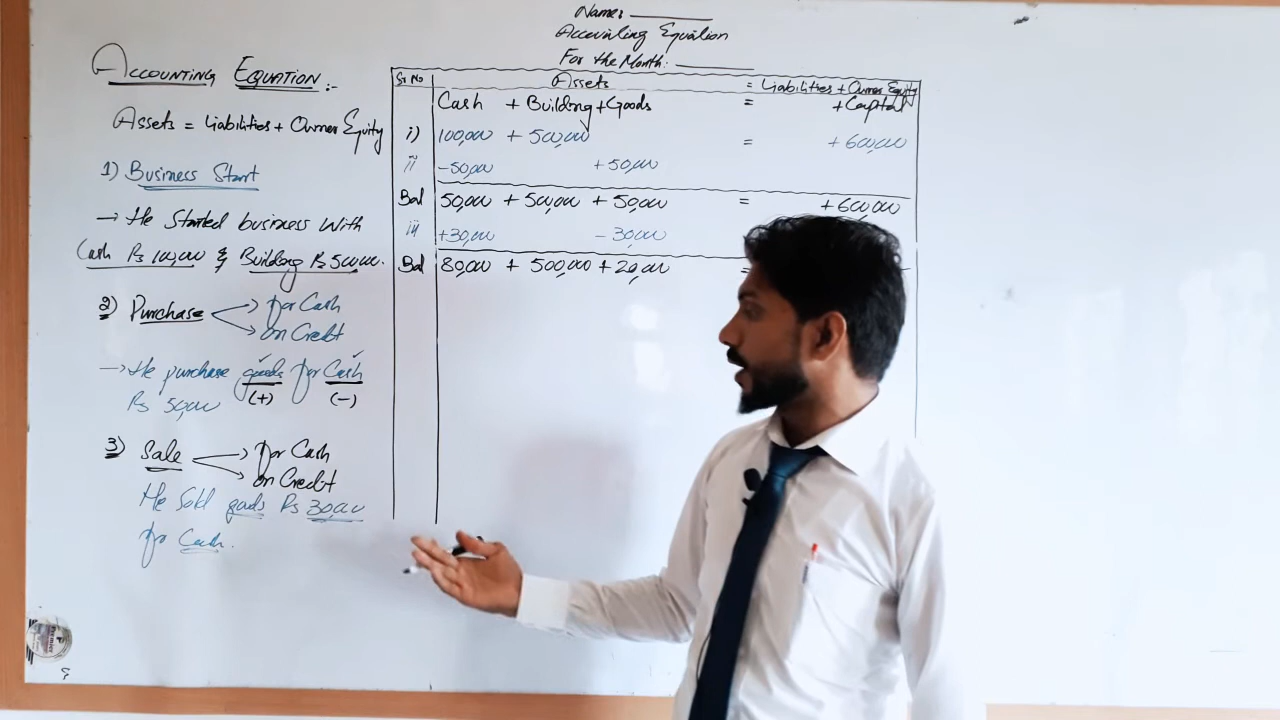 Name: ________
Accounting Equation
For the Month: ________
ACCOUNTING EQUATION :-
Assets = Liabilities + Owner Equity
1) Business Start
→ He Started business With
Cash Rs 100,000 & Building Rs 500,000.
2) Purchase → for Cash
→ on Credit
→ He purchase goods for Cash
(+) (-)
Rs 50,000
3) Sale → for Cash
→ on Credit
He Sold goods Rs 30,000
for Cash.
Sr No Assets = Liabilities + Owner Equity
Cash + Building + Goods = + Capital
i) 100,000 + 500,000 = + 600,000
ii -50,000 + 50,000
Bal 50,000 + 500,000 + 50,000 = + 600,000
iii +30,000 - 30,000
Bal 80,000 + 500,000 + 20,000 =